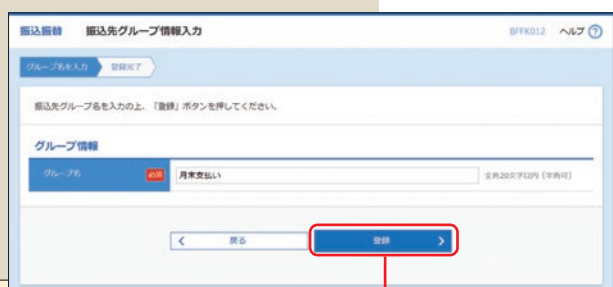 振込振替 振込先グループ情報入力 BFFK012 ヘルプ ?
グループ名を入力 登録完了
振込先グループ名を入力の上、「登録」ボタンを押してください。
グループ情報
グループ名 必須 月末支払い 全角20文字以内 [半角可]
戻る 登録